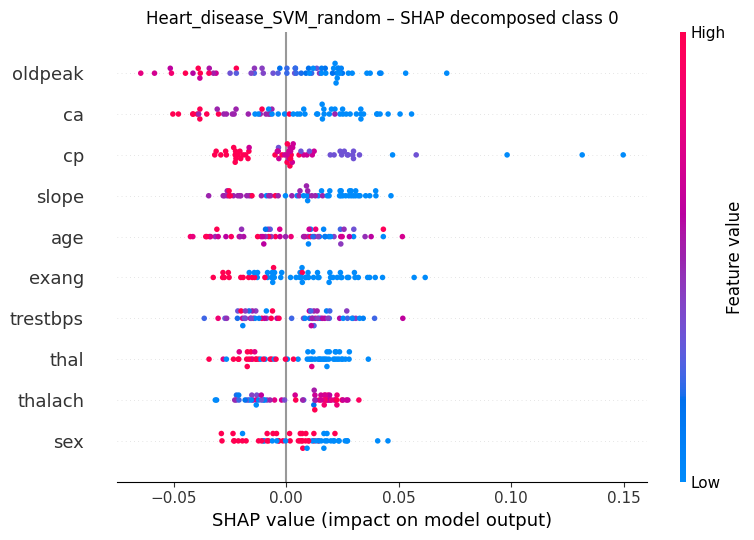 Heart_disease_SVM_random – SHAP decomposed class 0
High
oldpeak
ca
cp
slope
age
exang
trestbps
thal
thalach
sex
Feature value
Low
−0.05 0.00 0.05 0.10 0.15
SHAP value (impact on model output)